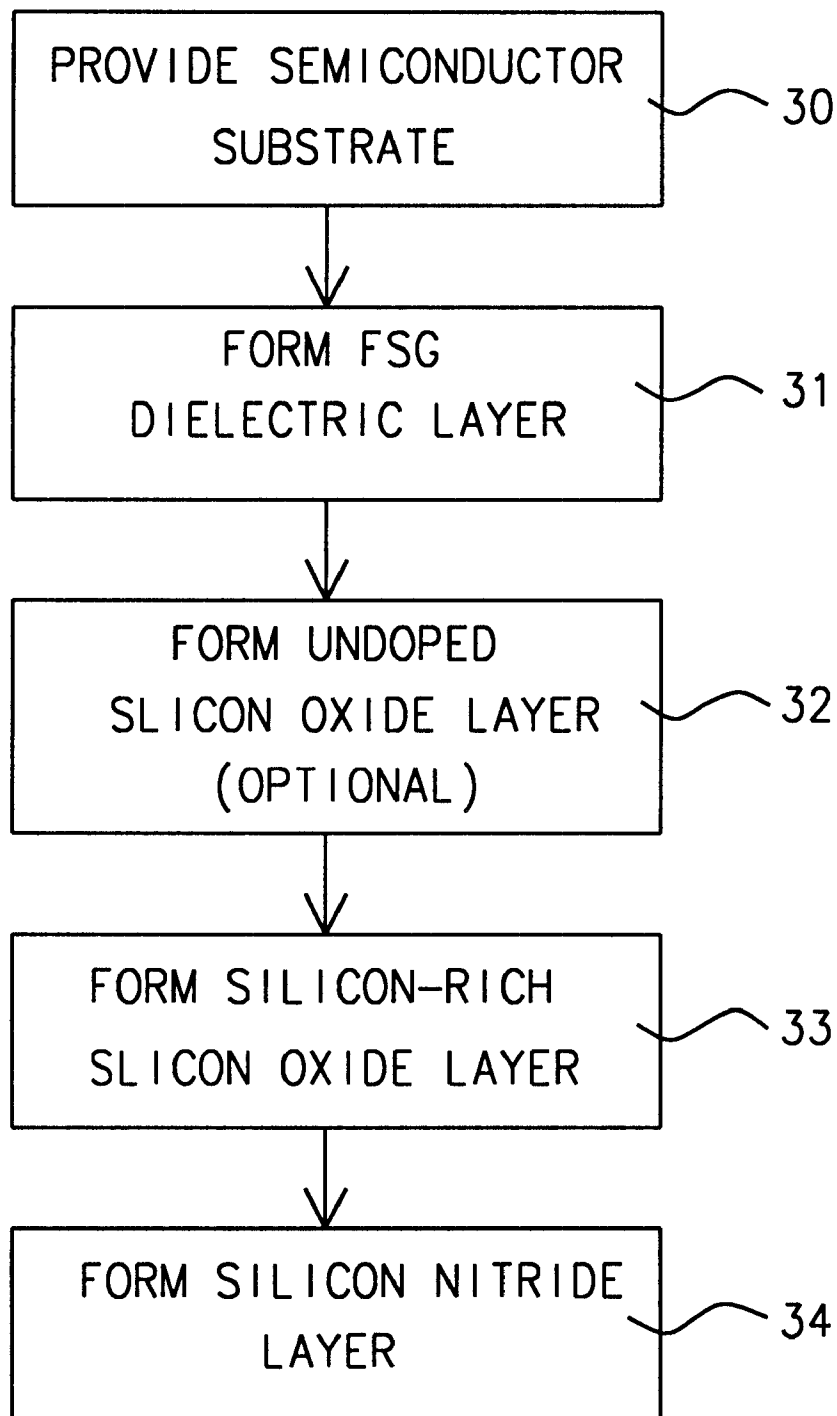 PROVIDE SEMICONDUCTOR
SUBSTRATE
30
FORM FSG
DIELECTRIC LAYER
31
FORM UNDOPED
SLICON OXIDE LAYER
(OPTIONAL)
32
FORM SILICON-RICH
SLICON OXIDE LAYER
33
FORM SILICON NITRIDE
LAYER
34